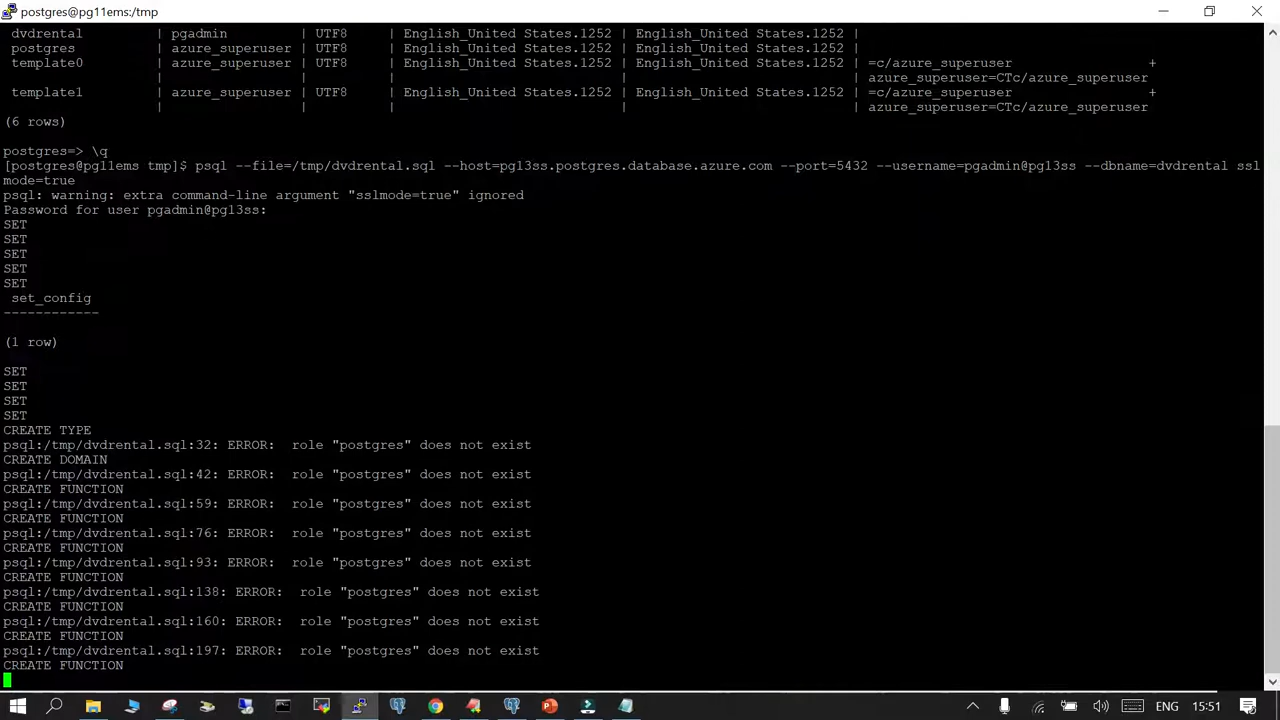 postgres@pg11ems:/tmp
dvdrental | pgadmin | UTF8 | English_United States.1252 | English_United States.1252 |
postgres | azure_superuser | UTF8 | English_United States.1252 | English_United States.1252 |
template0 | azure_superuser | UTF8 | English_United States.1252 | English_United States.1252 | =c/azure_superuser +
| | | | | azure_superuser=CTc/azure_superuser
template1 | azure_superuser | UTF8 | English_United States.1252 | English_United States.1252 | =c/azure_superuser +
| | | | | azure_superuser=CTc/azure_superuser
(6 rows)
postgres=> \q
[postgres@pg11ems tmp]$ psql --file=/tmp/dvdrental.sql --host=pg13ss.postgres.database.azure.com --port=5432 --username=pgadmin@pg13ss --dbname=dvdrental ssl
mode=true
psql: warning: extra command-line argument "sslmode=true" ignored
Password for user pgadmin@pg13ss:
SET
SET
SET
SET
SET
set_config
------------
(1 row)
SET
SET
SET
SET
CREATE TYPE
psql:/tmp/dvdrental.sql:32: ERROR:  role "postgres" does not exist
CREATE DOMAIN
psql:/tmp/dvdrental.sql:42: ERROR:  role "postgres" does not exist
CREATE FUNCTION
psql:/tmp/dvdrental.sql:59: ERROR:  role "postgres" does not exist
CREATE FUNCTION
psql:/tmp/dvdrental.sql:76: ERROR:  role "postgres" does not exist
CREATE FUNCTION
psql:/tmp/dvdrental.sql:93: ERROR:  role "postgres" does not exist
CREATE FUNCTION
psql:/tmp/dvdrental.sql:138: ERROR:  role "postgres" does not exist
CREATE FUNCTION
psql:/tmp/dvdrental.sql:160: ERROR:  role "postgres" does not exist
CREATE FUNCTION
psql:/tmp/dvdrental.sql:197: ERROR:  role "postgres" does not exist
CREATE FUNCTION
ENG 15:51